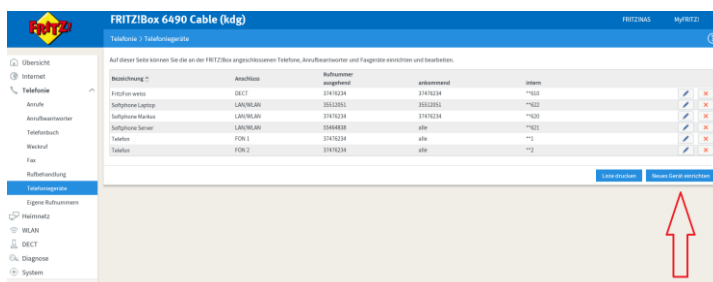 FRITZ!
FRITZ!Box 6490 Cable (kdg)
FRITZ!NAS
MyFRITZ!
Telefonie > Telefoniegeräte
Übersicht
Internet
Telefonie
Anrufe
Anrufbeantworter
Telefonbuch
Weckruf
Fax
Rufbehandlung
Telefoniegeräte
Eigene Rufnummern
Heimnetz
WLAN
DECT
Diagnose
System
Auf dieser Seite können Sie die an der FRITZ!Box angeschlossenen Telefone, Anrufbeantworter und Faxgeräte einrichten und bearbeiten.
Bezeichnung Anschluss Rufnummer ausgehend ankommend intern
FritzFon weiss DECT 37476234 37476234 **610
Softphone Laptop LAN/WLAN 35512051 35512051 **622
Softphone Markus LAN/WLAN 37476234 37476234 **620
Softphone Server LAN/WLAN 55464838 alle **621
Telefon FON 1 37476234 alle **1
Telefon FON 2 37476234 alle **2
Liste drucken
Neues Gerät einrichten